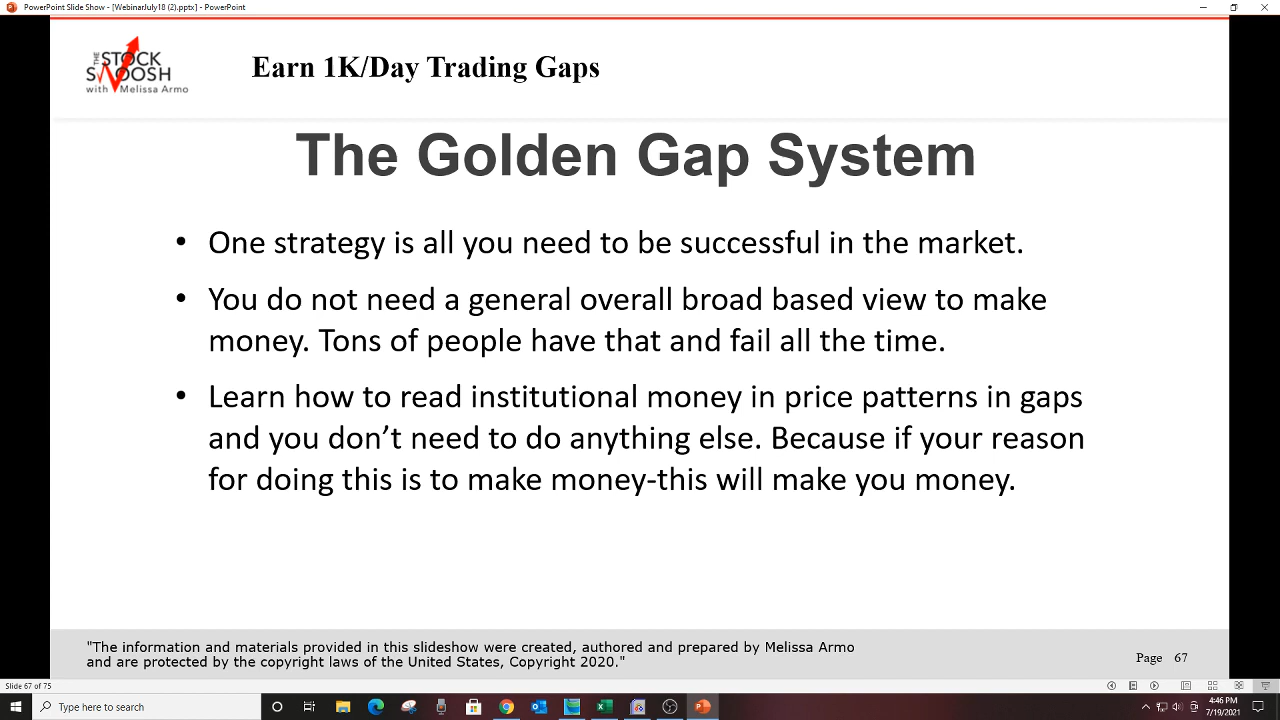 PowerPoint Slide Show - [WebinarJuly18 (2).pptx] - PowerPoint
THE
STOCK
SWOOSH
with Melissa Armo
Earn 1K/Day Trading Gaps
The Golden Gap System
• One strategy is all you need to be successful in the market.
• You do not need a general overall broad based view to make
money. Tons of people have that and fail all the time.
• Learn how to read institutional money in price patterns in gaps
and you don’t need to do anything else. Because if your reason
for doing this is to make money-this will make you money.
"The information and materials provided in this slideshow were created, authored and prepared by Melissa Armo
and are protected by the copyright laws of the United States, Copyright 2020."
Page 67
Slide 67 of 75
Type here to search
4:46 PM
7/19/2021